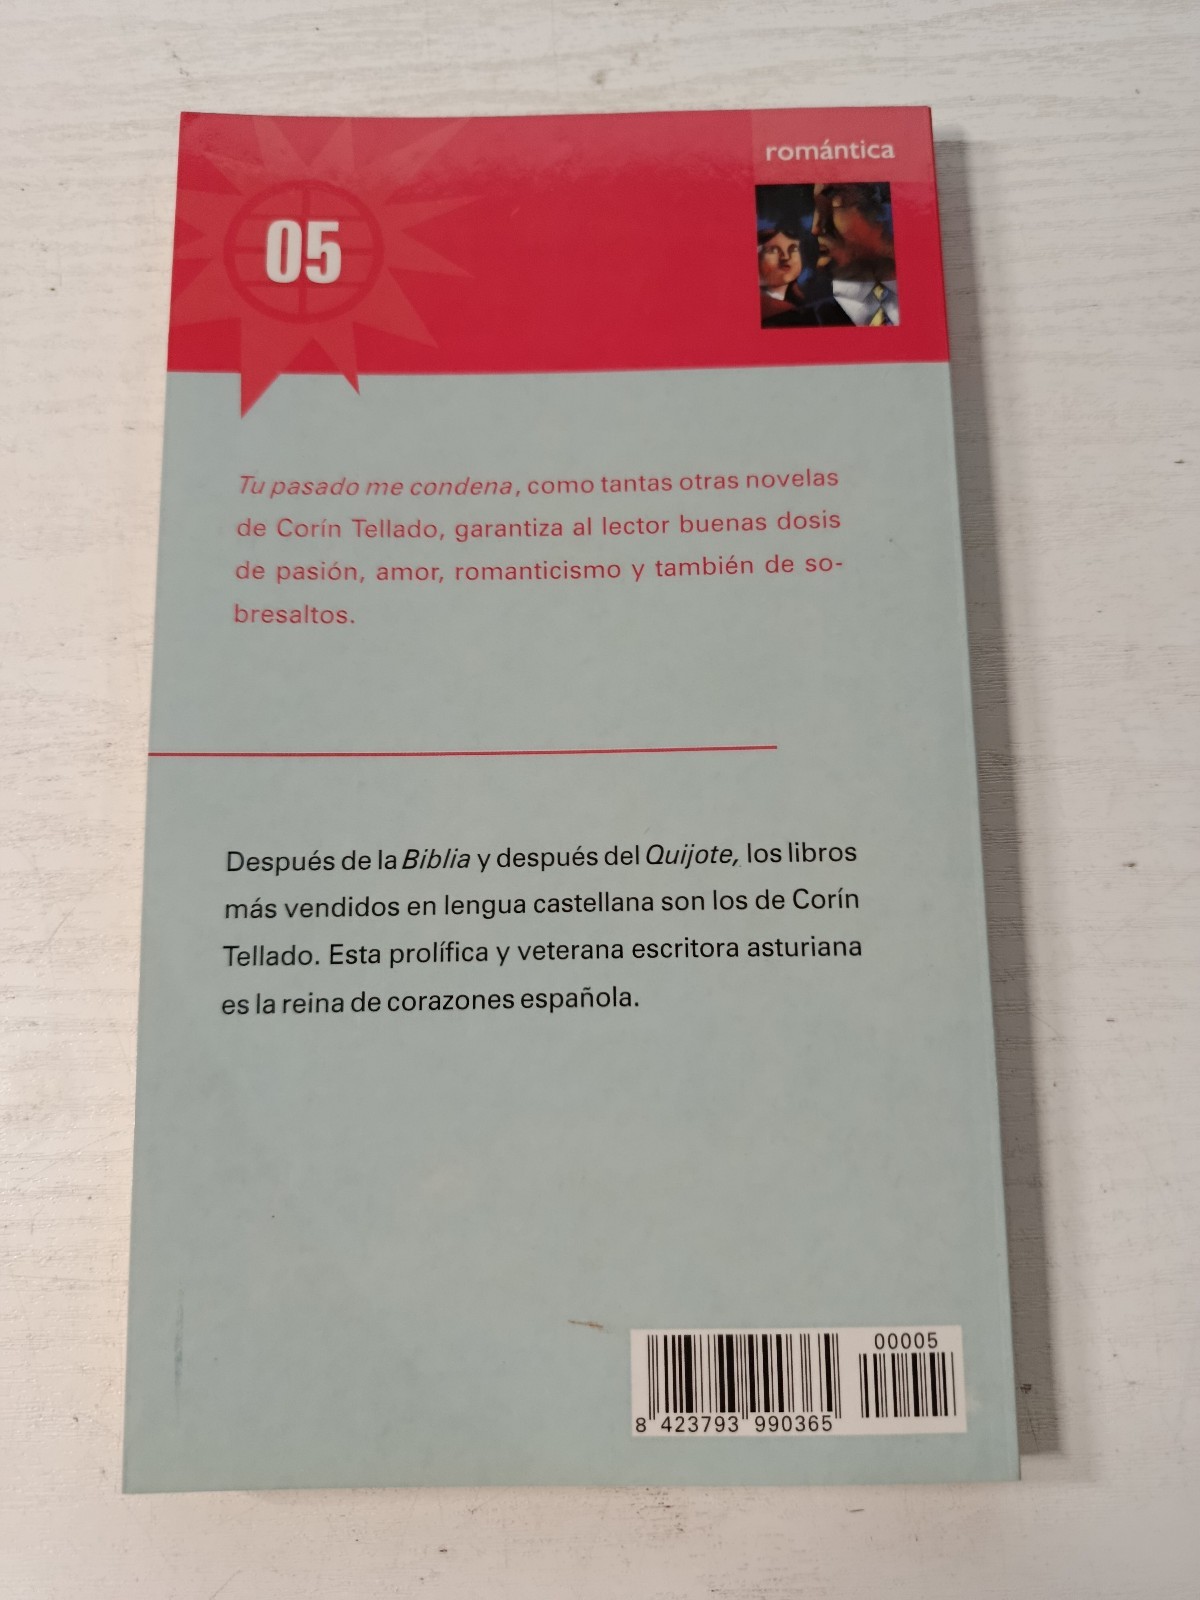 romántica
05
Tu pasado me condena, como tantas otras novelas
de Corín Tellado, garantiza al lector buenas dosis
de pasión, amor, romanticismo y también de so-
bresaltos.
Después de la Biblia y después del Quijote, los libros
más vendidos en lengua castellana son los de Corín
Tellado. Esta prolífica y veterana escritora asturiana
es la reina de corazones española.
00005
8 423793 990365